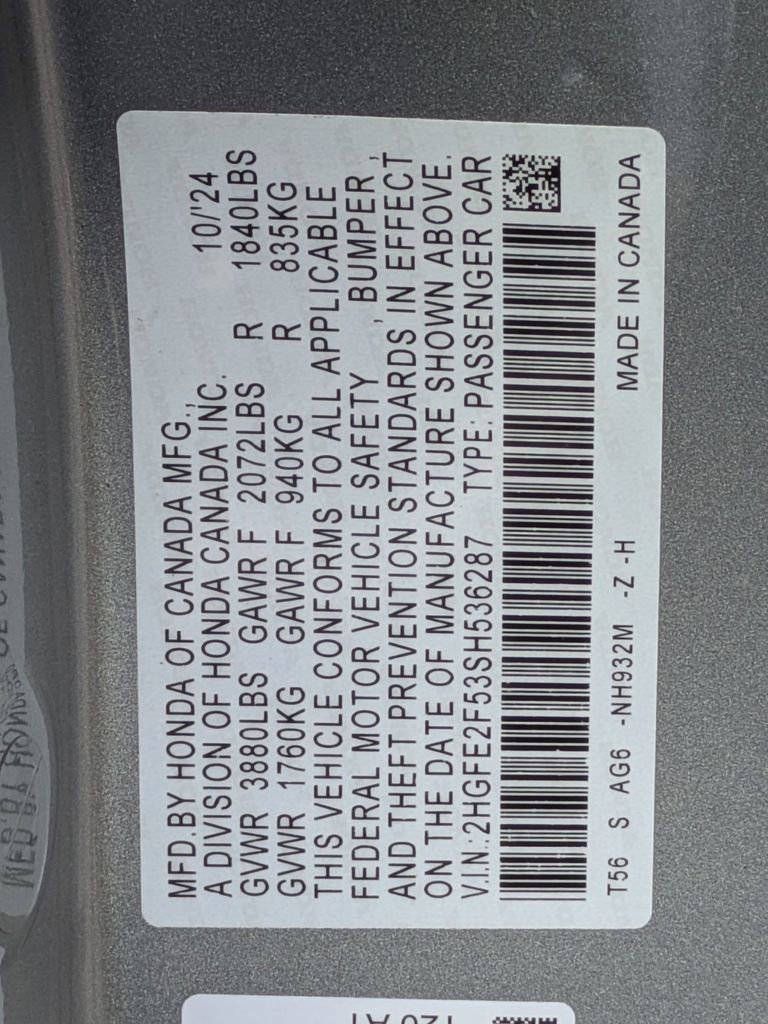 MFD.BY HONDA OF CANADA MFG., 10/'24
A DIVISION OF HONDA CANADA INC.
GVWR 3880LBS GAWR F 2072LBS R 1840LBS
GVWR 1760KG GAWR F 940KG R 835KG
THIS VEHICLE CONFORMS TO ALL APPLICABLE
FEDERAL MOTOR VEHICLE SAFETY , BUMPER ,
AND THEFT PREVENTION STANDARDS IN EFFECT
ON THE DATE OF MANUFACTURE SHOWN ABOVE.
V.I.N.:2HGFE2F53SH536287 TYPE: PASSENGER CAR
T56 S AG6 -NH932M -Z -H MADE IN CANADA